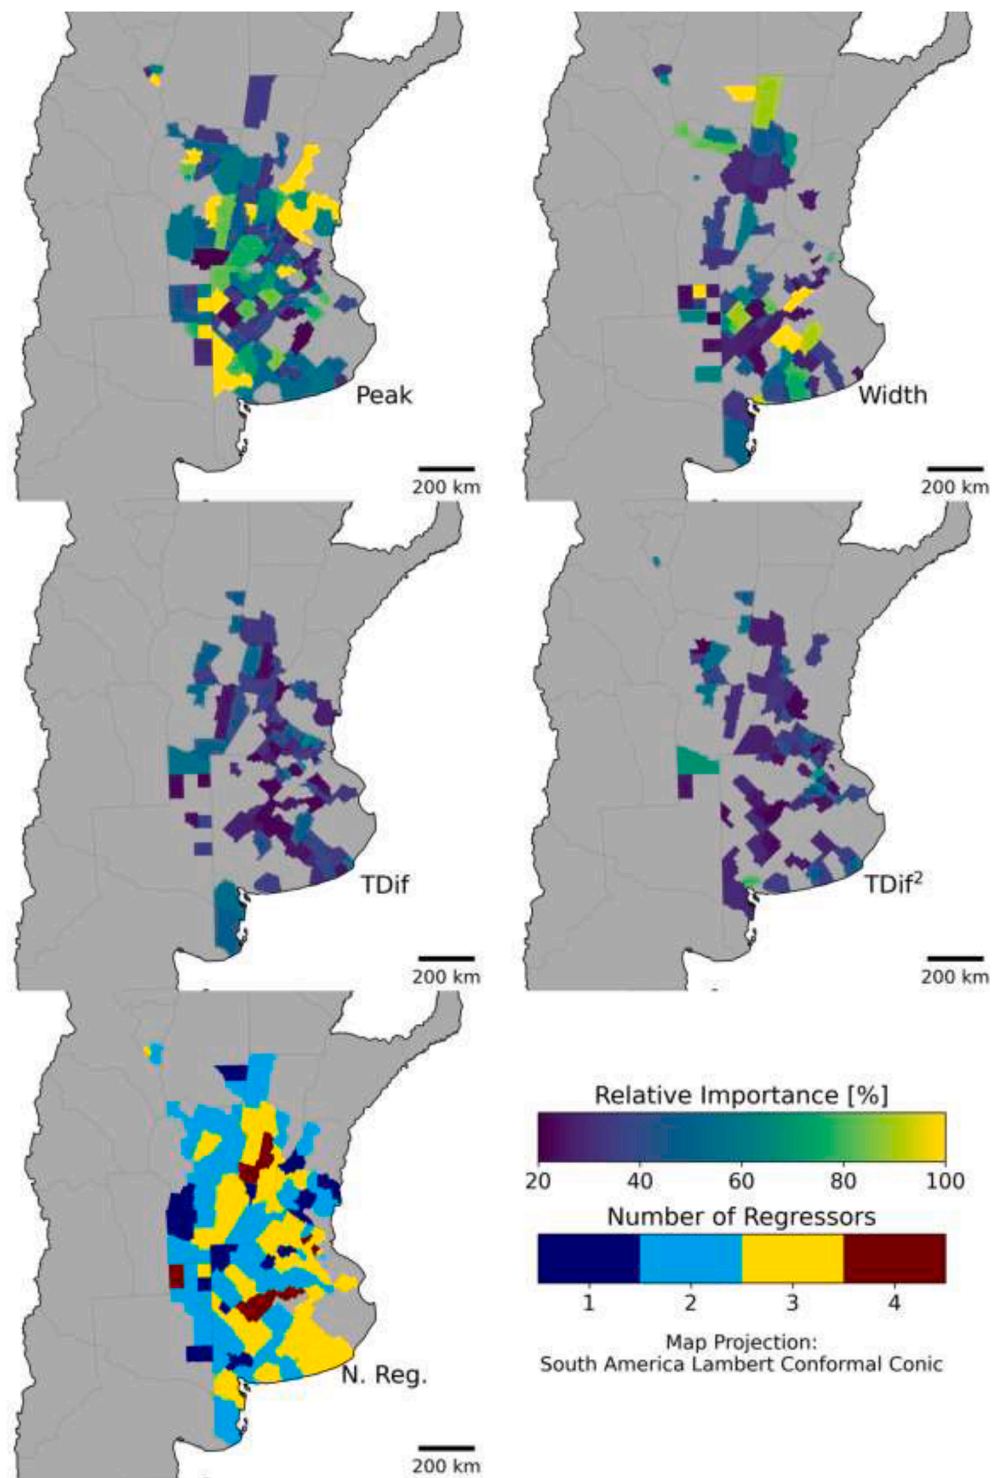 Peak
200 km
Width
200 km
TDif
200 km
TDif²
200 km
N. Reg.
200 km
Relative Importance [%]
20 40 60 80 100
Number of Regressors
1 2 3 4
Map Projection:
South America Lambert Conformal Conic